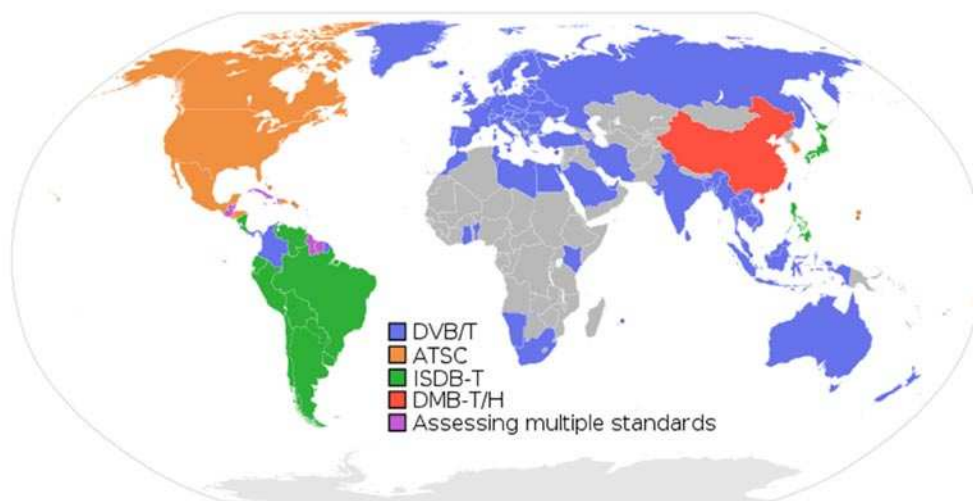 DVB/T
ATSC
ISDB-T
DMB-T/H
Assessing multiple standards